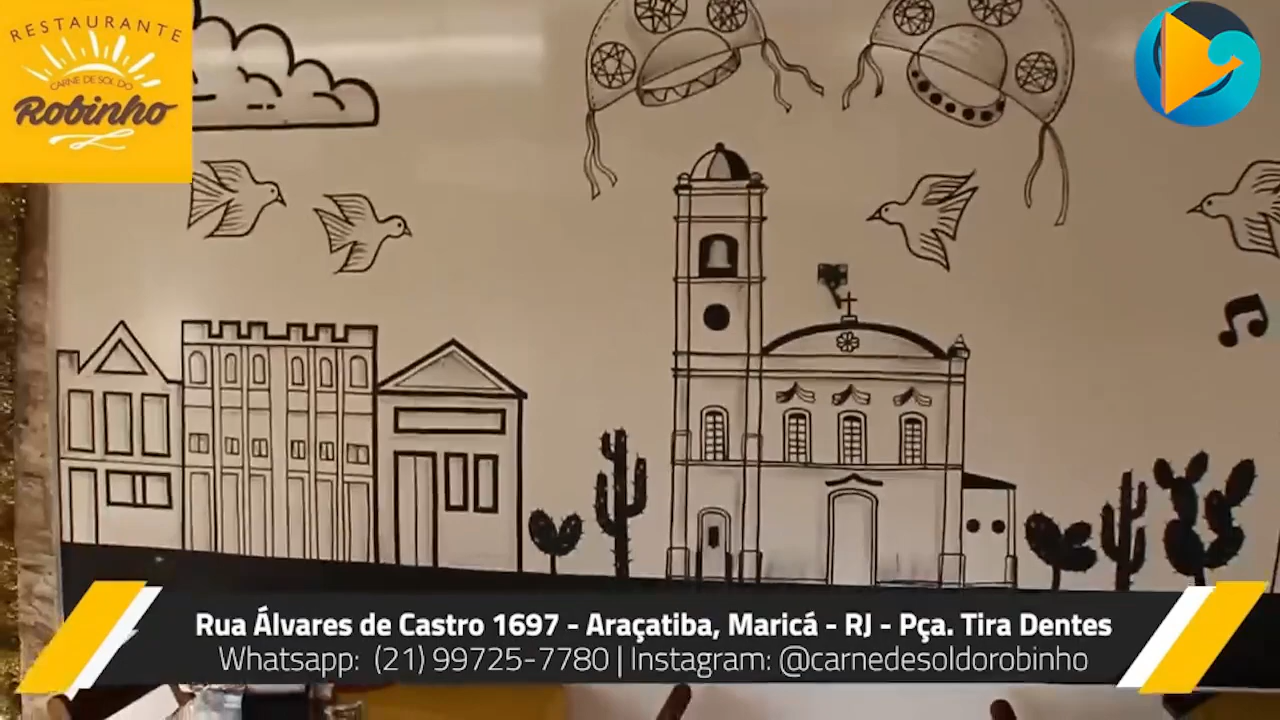 RESTAURANTE
CARNE DE SOL DO
Robinho
Rua Álvares de Castro 1697 - Araçatiba, Maricá - RJ - Pça. Tira Dentes
Whatsapp: (21) 99725-7780 | Instagram: @carnedesoldorobinho